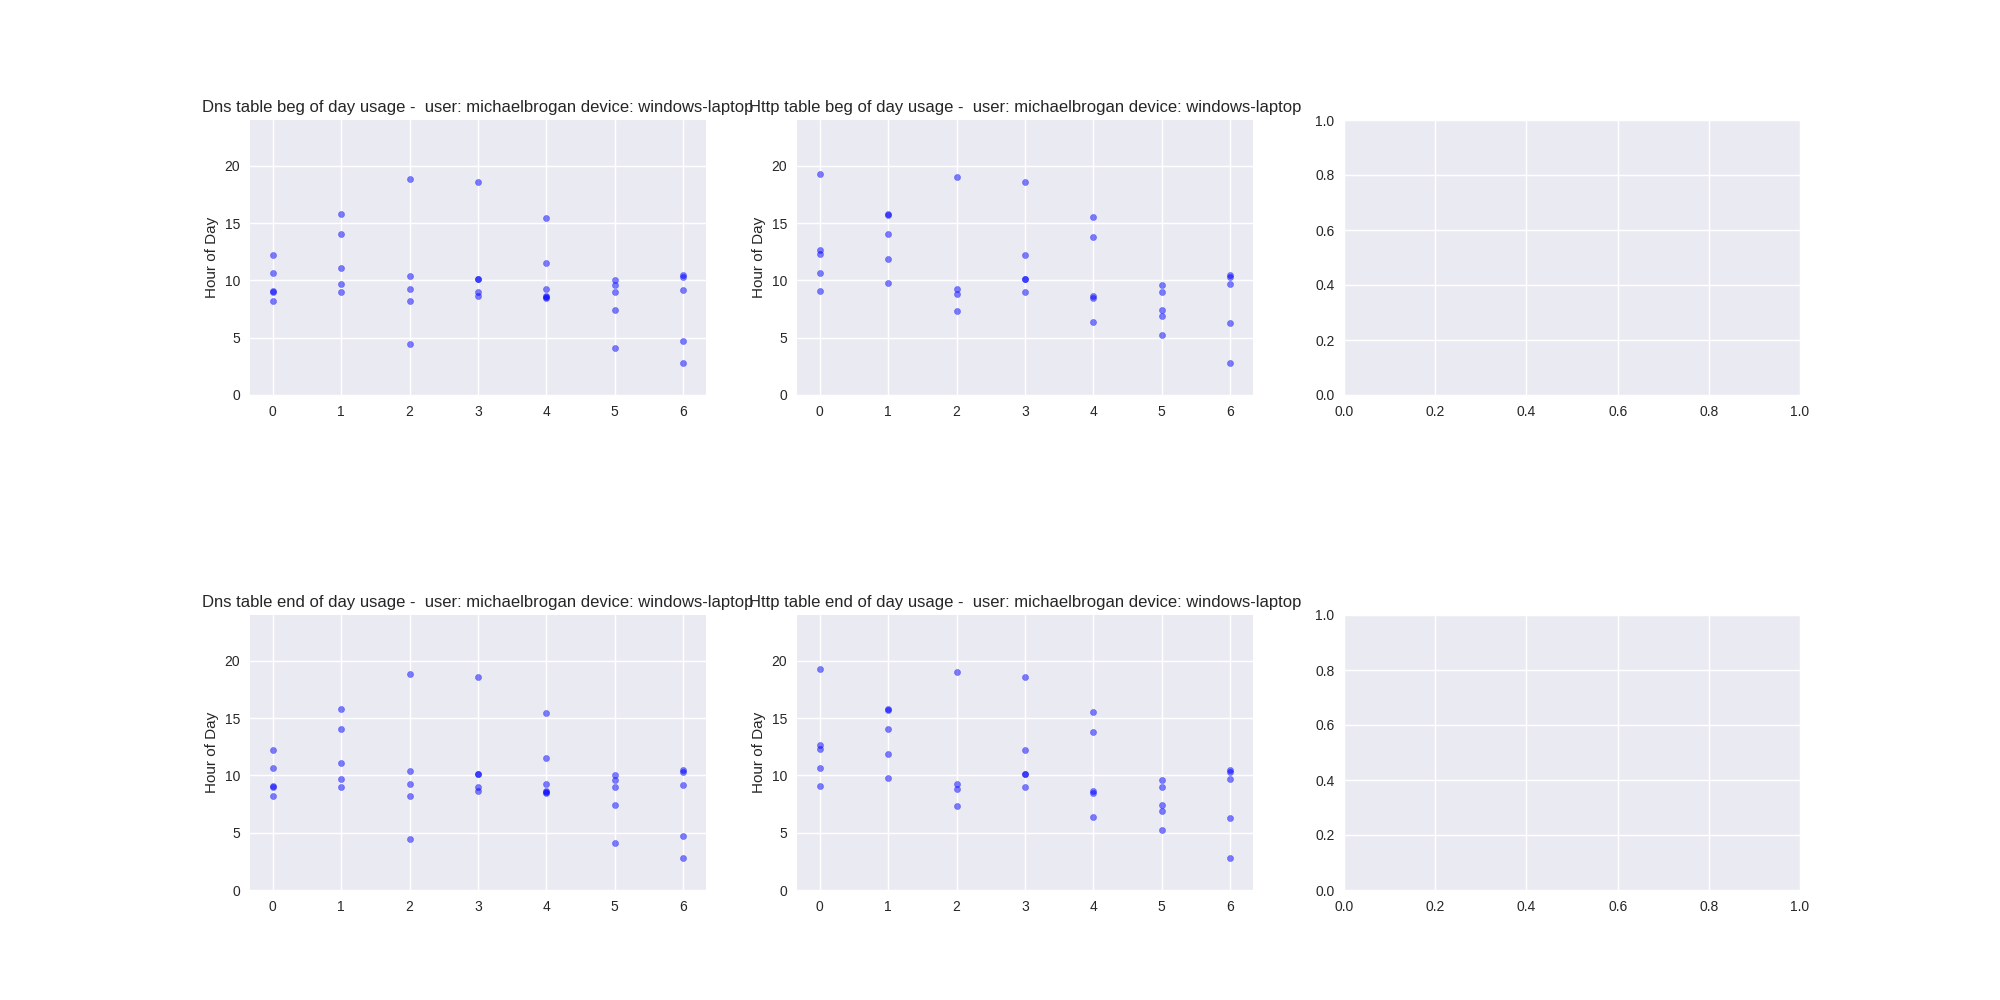 Dns table beg of day usage -  user: michaelbrogan device: windows-laptop
Hour of Day
20
15
10
5
0
0 1 2 3 4 5 6
Http table beg of day usage -  user: michaelbrogan device: windows-laptop
Hour of Day
20
15
10
5
0
0 1 2 3 4 5 6
1.0
0.8
0.6
0.4
0.2
0.0
0.0 0.2 0.4 0.6 0.8 1.0
Dns table end of day usage -  user: michaelbrogan device: windows-laptop
Hour of Day
20
15
10
5
0
0 1 2 3 4 5 6
Http table end of day usage -  user: michaelbrogan device: windows-laptop
Hour of Day
20
15
10
5
0
0 1 2 3 4 5 6
1.0
0.8
0.6
0.4
0.2
0.0
0.0 0.2 0.4 0.6 0.8 1.0